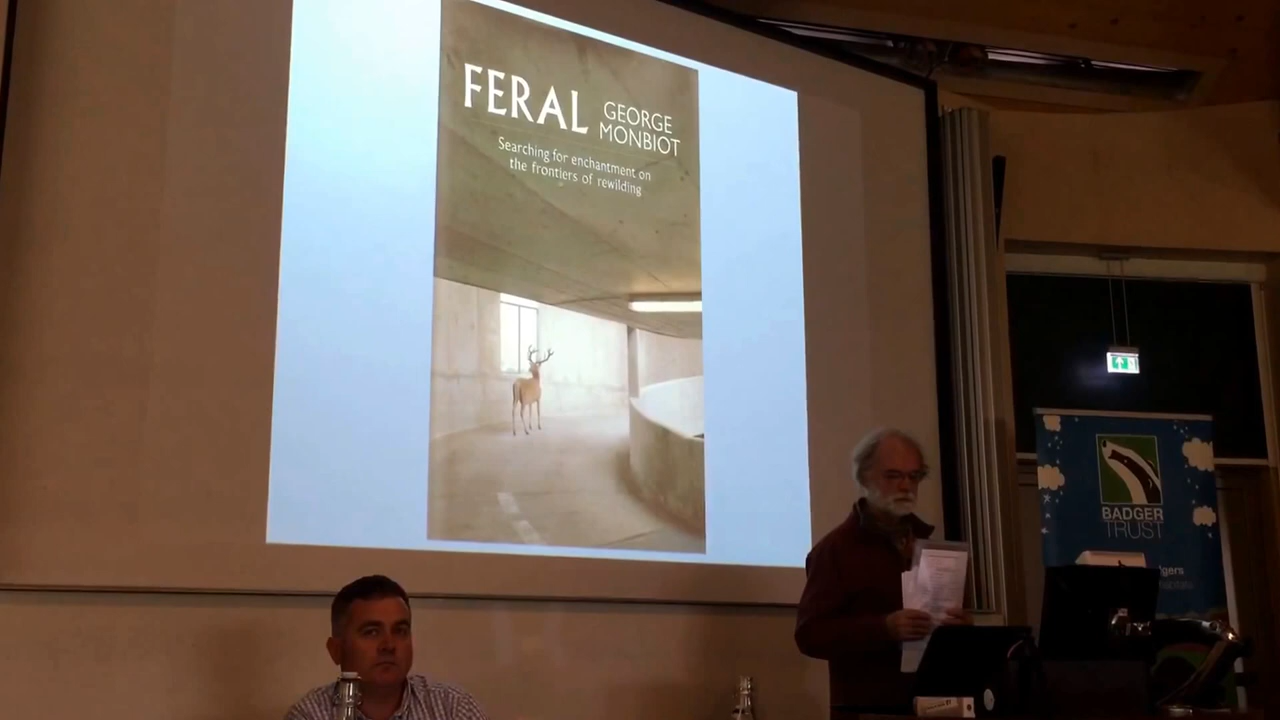 FERAL
GEORGE
MONBIOT
Searching for enchantment on
the frontiers of rewilding
BADGER
TRUST